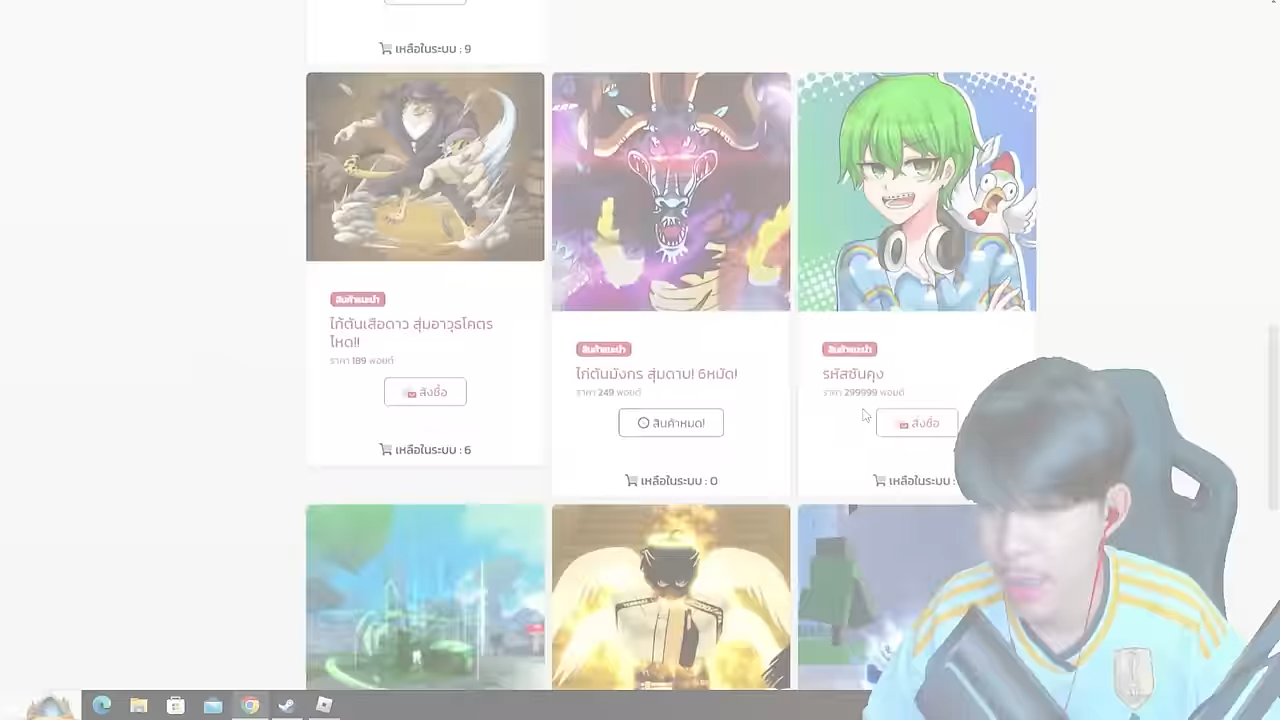 เหลือในระบบ : 9
สินค้าแนะนำ
ไก่ตันเสือดาว สุ่มอาวุธโคตร
โหด!!
ราคา 189 พอยต์
สั่งซื้อ
เหลือในระบบ : 6
สินค้าแนะนำ
ไก่ตันมังกร สุ่มดาบ! 6หมัด!
ราคา 249 พอยต์
สินค้าหมด!
เหลือในระบบ : 0
สินค้าแนะนำ
รหัสซันคุง
ราคา 299999 พอยต์
สั่งซื้อ
เหลือในระบบ :